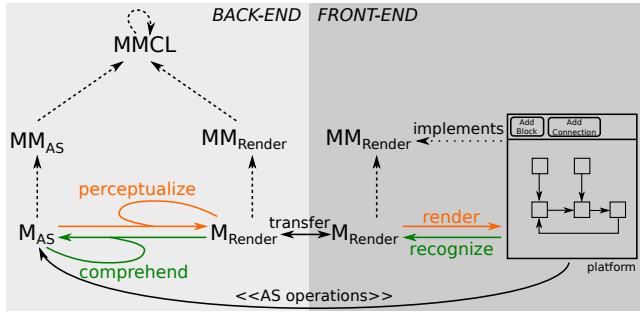 BACK-END FRONT-END
MMCL
MM_AS MM_Render MM_Render implements Add Block Add Connection
perceptualize render
M_AS M_Render transfer M_Render
comprehend recognize
platform
<<AS operations>>